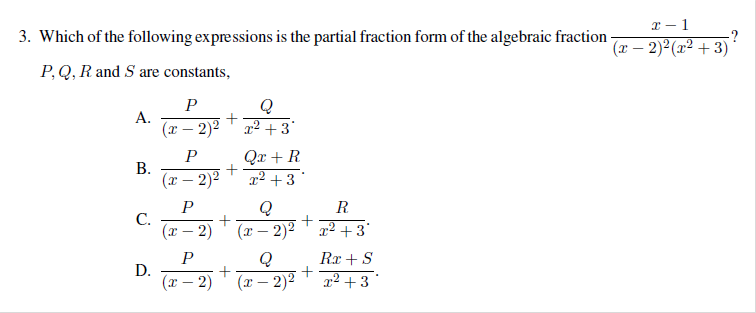 3. Which of the following expressions is the partial fraction form of the algebraic fraction \frac{x-1}{(x-2)^2(x^2+3)}?
P, Q, R and S are constants,
A. \frac{P}{(x-2)^2} + \frac{Q}{x^2+3}.
B. \frac{P}{(x-2)^2} + \frac{Qx+R}{x^2+3}.
C. \frac{P}{(x-2)} + \frac{Q}{(x-2)^2} + \frac{R}{x^2+3}.
D. \frac{P}{(x-2)} + \frac{Q}{(x-2)^2} + \frac{Rx+S}{x^2+3}.